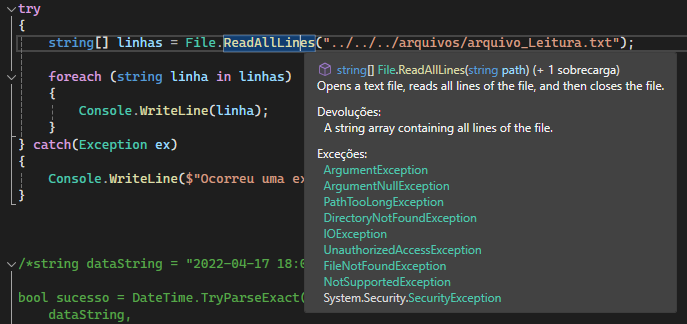 try
{
string[] linhas = File.ReadAllLines("../../../arquivos/arquivo_Leitura.txt");
foreach (string linha in linhas)
{
Console.WriteLine(linha);
}
} catch(Exception ex)
{
Console.WriteLine($"Ocorreu uma ex
}
string[] File.ReadAllLines(string path) (+ 1 sobrecarga)
Opens a text file, reads all lines of the file, and then closes the file.
Devoluções:
A string array containing all lines of the file.
Exceções:
ArgumentException
ArgumentNullException
PathTooLongException
DirectoryNotFoundException
IOException
UnauthorizedAccessException
FileNotFoundException
NotSupportedException
System.Security.SecurityException
/*string dataString = "2022-04-17 18:0
bool sucesso = DateTime.TryParseExact(
dataString,